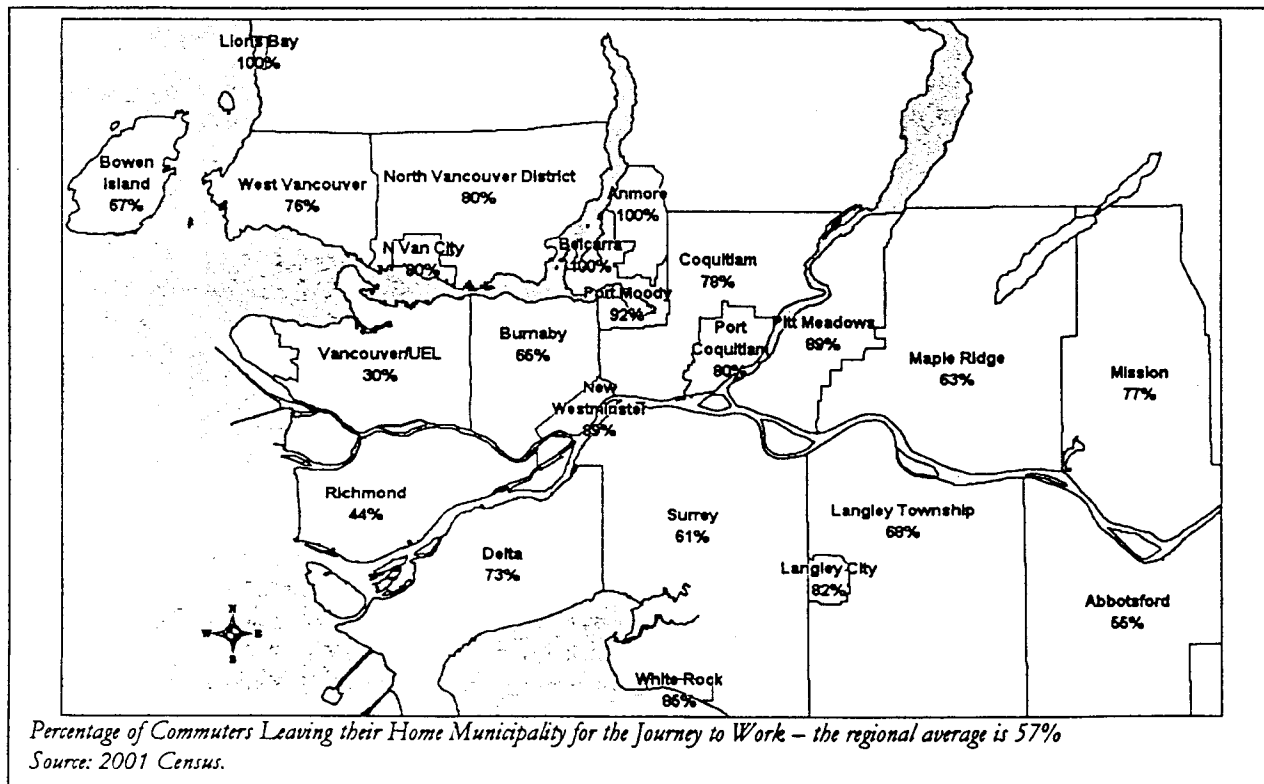 Lions Bay
100%
Bowen
Island
67%
West Vancouver
76%
North Vancouver District
80%
N Van City
80%
Anmore
100%
Belcarra
100%
Port Moody
92%
Coquitlam
78%
Port
Coquitlam
80%
Pitt Meadows
89%
Maple Ridge
63%
Mission
77%
Vancouver/UEL
30%
Burnaby
66%
New
Westminster
89%
Richmond
44%
Delta
73%
Surrey
61%
Langley Township
68%
Langley City
82%
Abbotsford
55%
White Rock
85%
N
W E
S
Percentage of Commuters Leaving their Home Municipality for the Journey to Work – the regional average is 57%
Source: 2001 Census.